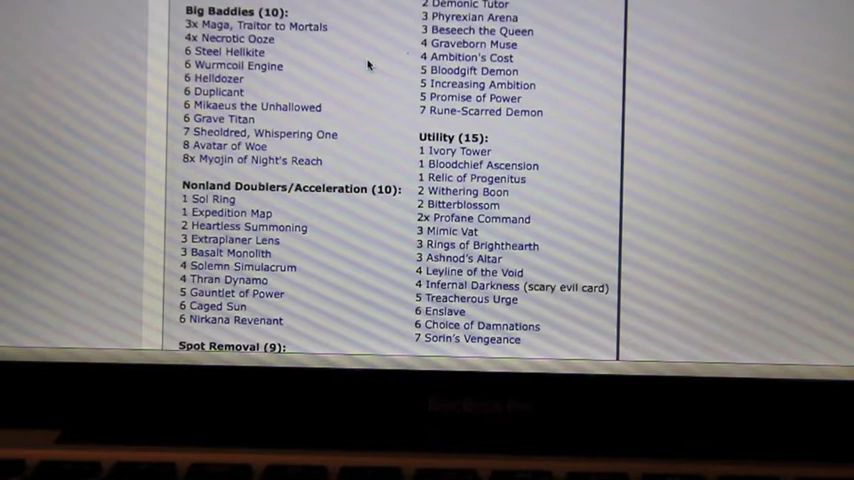 Big Baddies (10):
3x Maga, Traitor to Mortals
4x Necrotic Ooze
6 Steel Hellkite
6 Wurmcoil Engine
6 Helldozer
6 Duplicant
6 Mikaeus the Unhallowed
6 Grave Titan
7 Sheoldred, Whispering One
8 Avatar of Woe
8x Myojin of Night's Reach
Nonland Doublers/Acceleration (10):
1 Sol Ring
1 Expedition Map
2 Heartless Summoning
3 Extraplaner Lens
3 Basalt Monolith
4 Solemn Simulacrum
4 Thran Dynamo
5 Gauntlet of Power
6 Caged Sun
6 Nirkana Revenant
Spot Removal (9):
2 Demonic Tutor
3 Phyrexian Arena
3 Beseech the Queen
4 Graveborn Muse
4 Ambition's Cost
5 Bloodgift Demon
5 Increasing Ambition
5 Promise of Power
7 Rune-Scarred Demon
Utility (15):
1 Ivory Tower
1 Bloodchief Ascension
1 Relic of Progenitus
2 Withering Boon
2 Bitterblossom
2x Profane Command
3 Mimic Vat
3 Rings of Brighthearth
3 Ashnod's Altar
4 Leyline of the Void
4 Infernal Darkness (scary evil card)
5 Treacherous Urge
6 Enslave
6 Choice of Damnations
7 Sorin's Vengeance